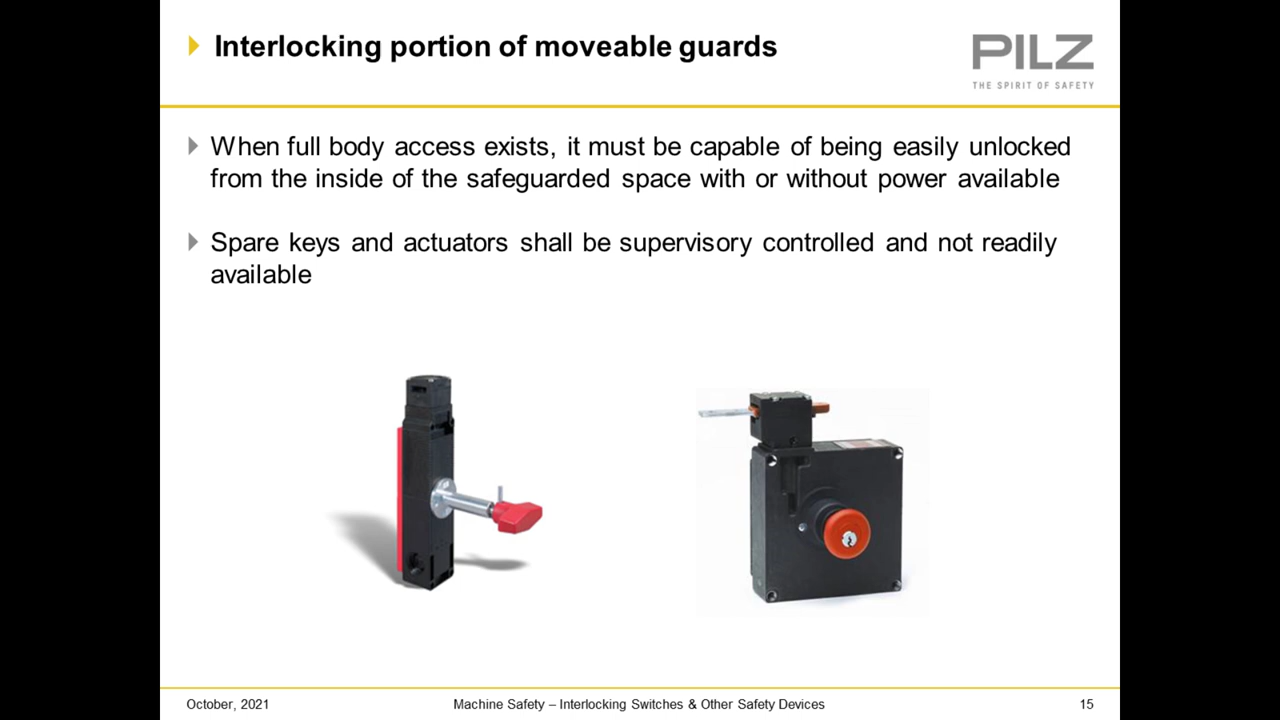 Interlocking portion of moveable guards
PILZ
THE SPIRIT OF SAFETY
When full body access exists, it must be capable of being easily unlocked
from the inside of the safeguarded space with or without power available
Spare keys and actuators shall be supervisory controlled and not readily
available
October, 2021
Machine Safety – Interlocking Switches & Other Safety Devices
15